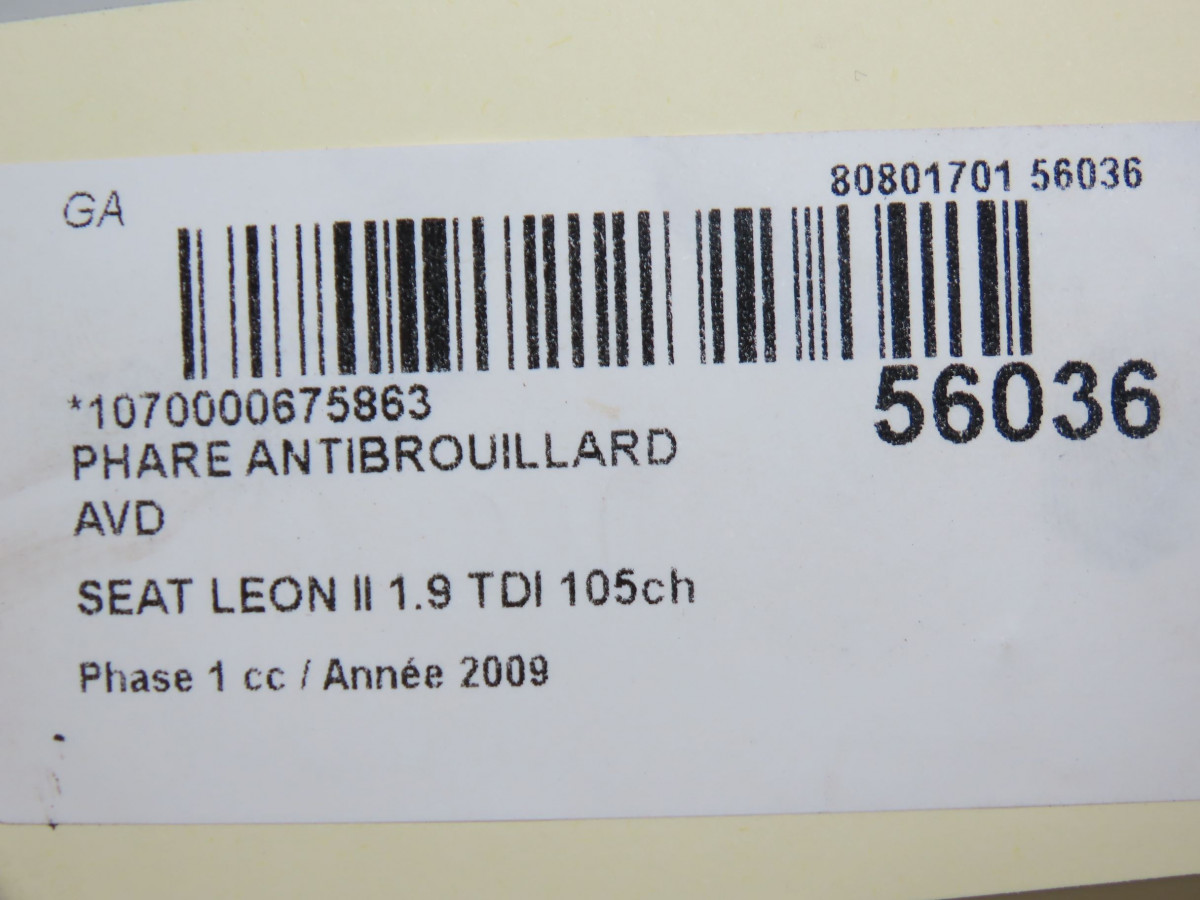 GA
80801701 56036
*1070000675863
56036
PHARE ANTIBROUILLARD
AVD
SEAT LEON II 1.9 TDI 105ch
Phase 1 cc / Année 2009